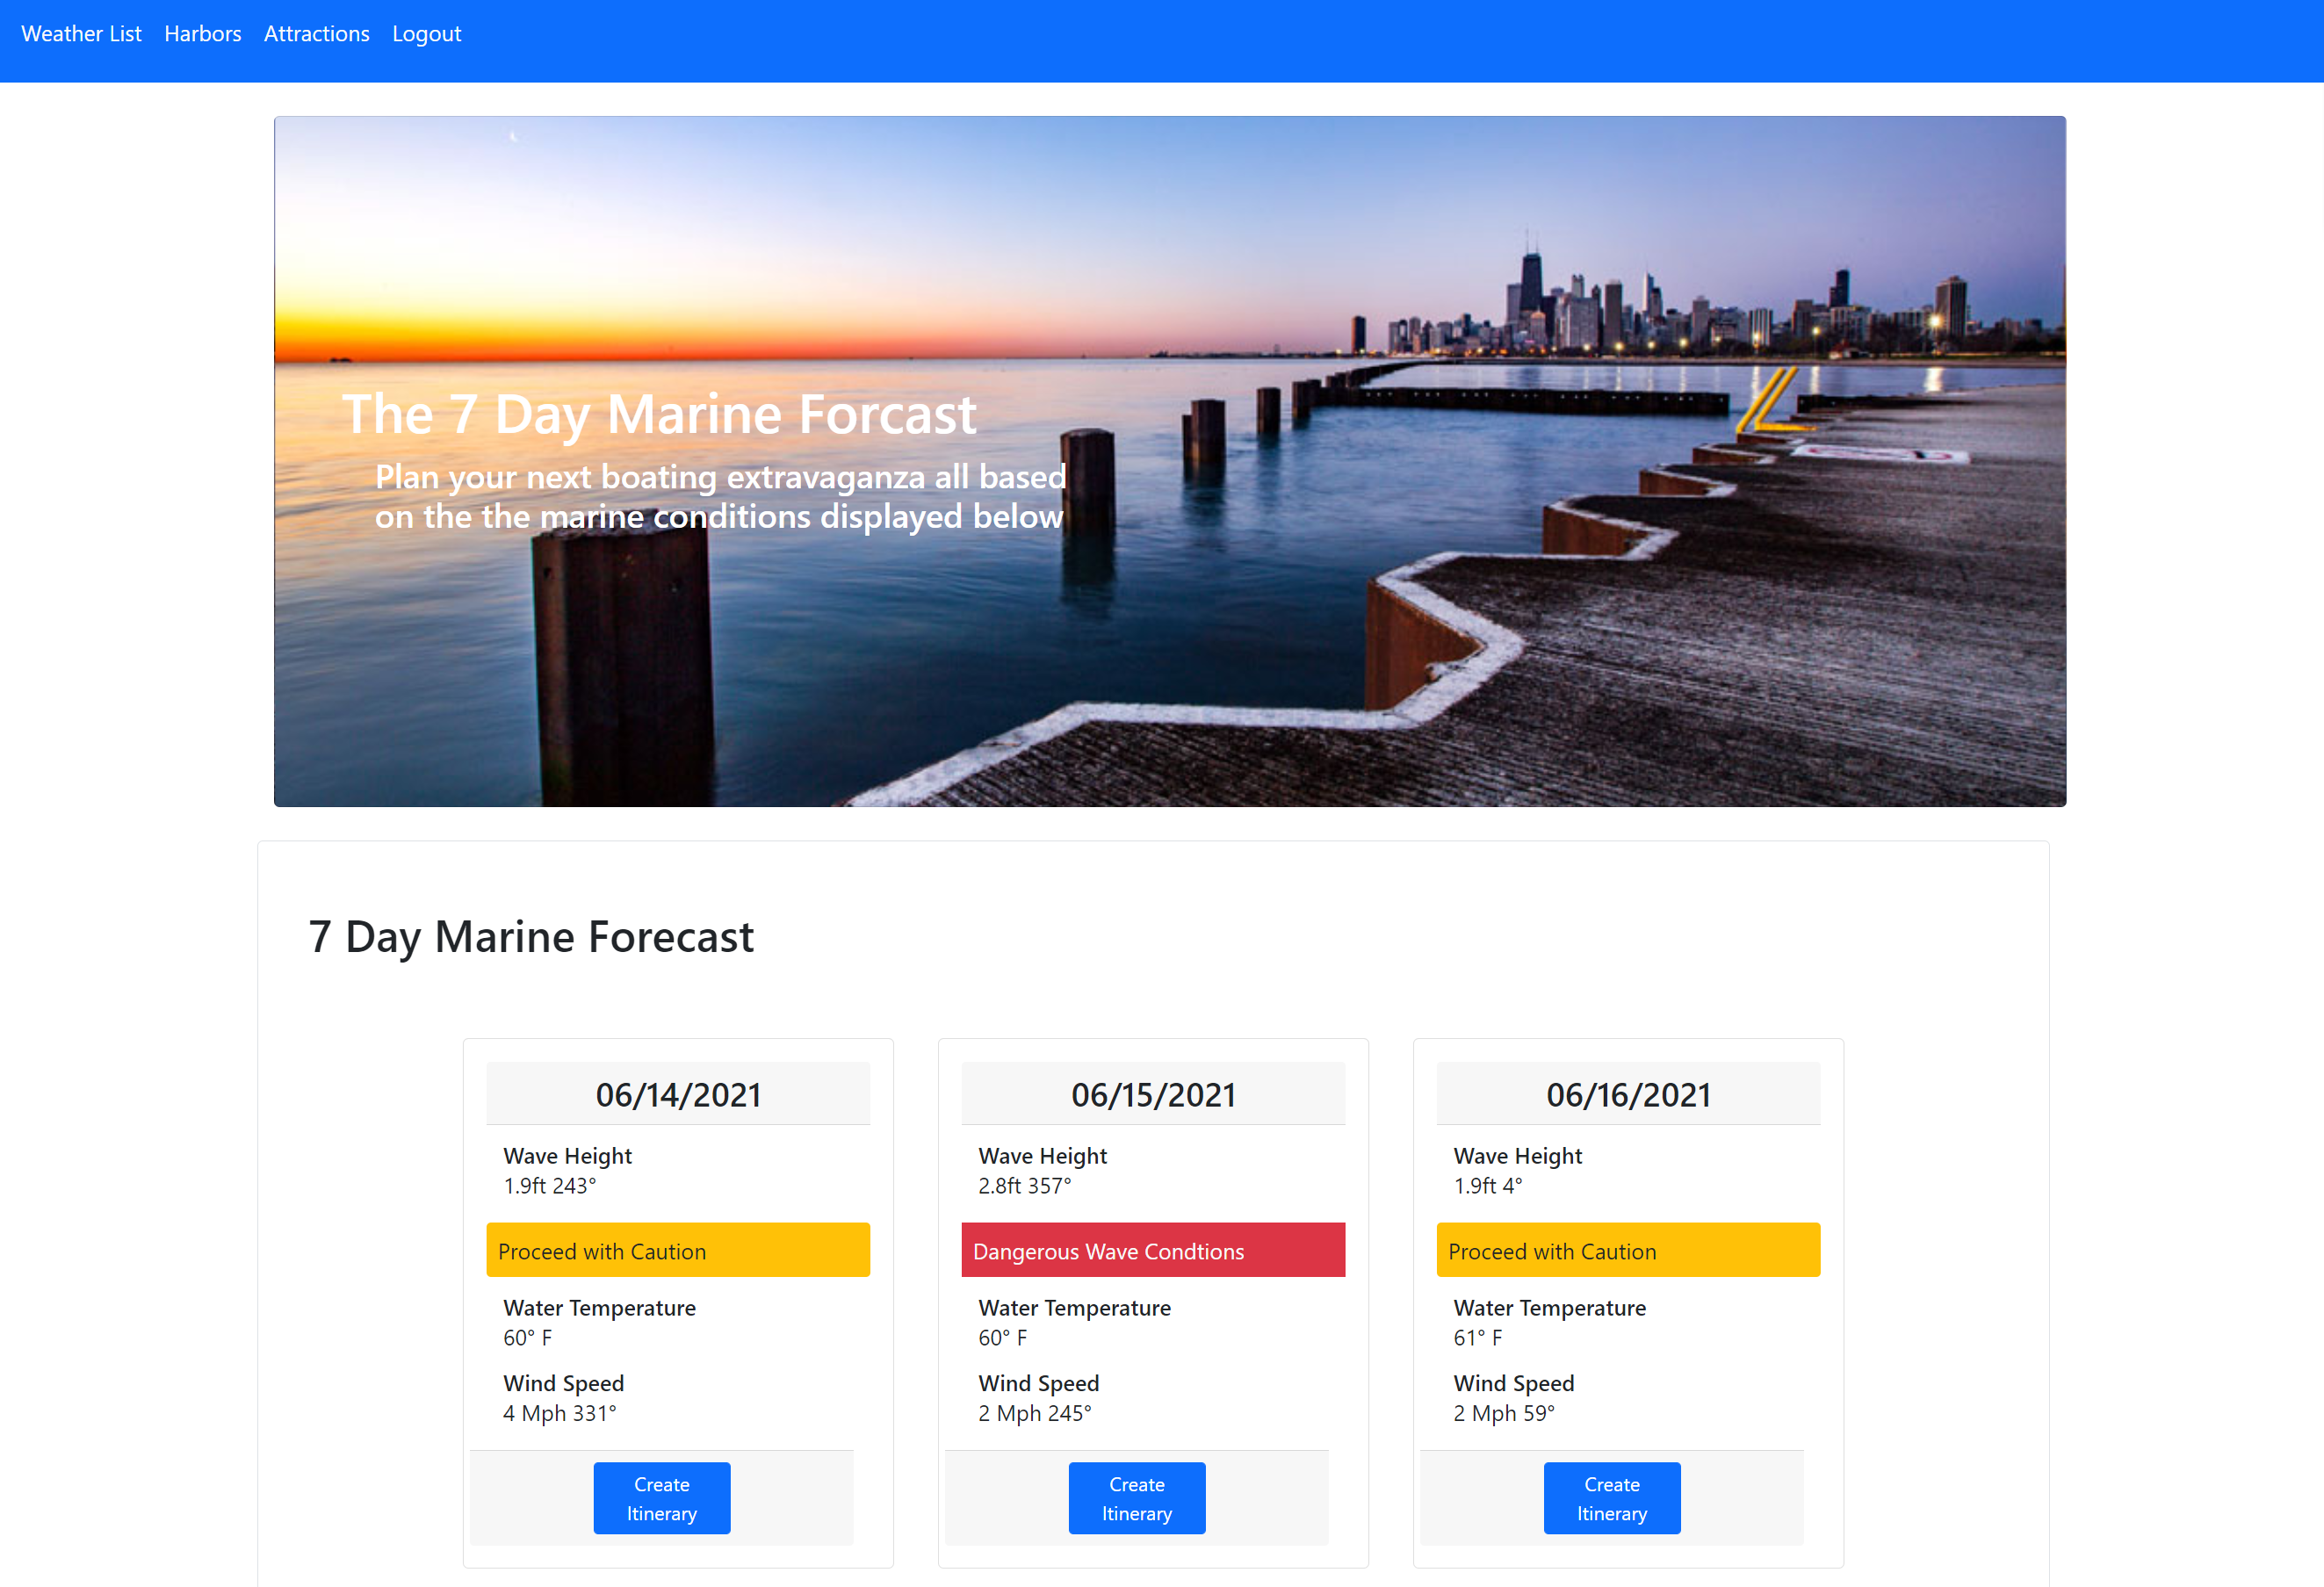 Weather List Harbors Attractions Logout
The 7 Day Marine Forcast
Plan your next boating extravaganza all based
on the the marine conditions displayed below
7 Day Marine Forecast
06/14/2021
Wave Height
1.9ft 243°
Proceed with Caution
Water Temperature
60° F
Wind Speed
4 Mph 331°
Create
Itinerary
06/15/2021
Wave Height
2.8ft 357°
Dangerous Wave Condtions
Water Temperature
60° F
Wind Speed
2 Mph 245°
Create
Itinerary
06/16/2021
Wave Height
1.9ft 4°
Proceed with Caution
Water Temperature
61° F
Wind Speed
2 Mph 59°
Create
Itinerary